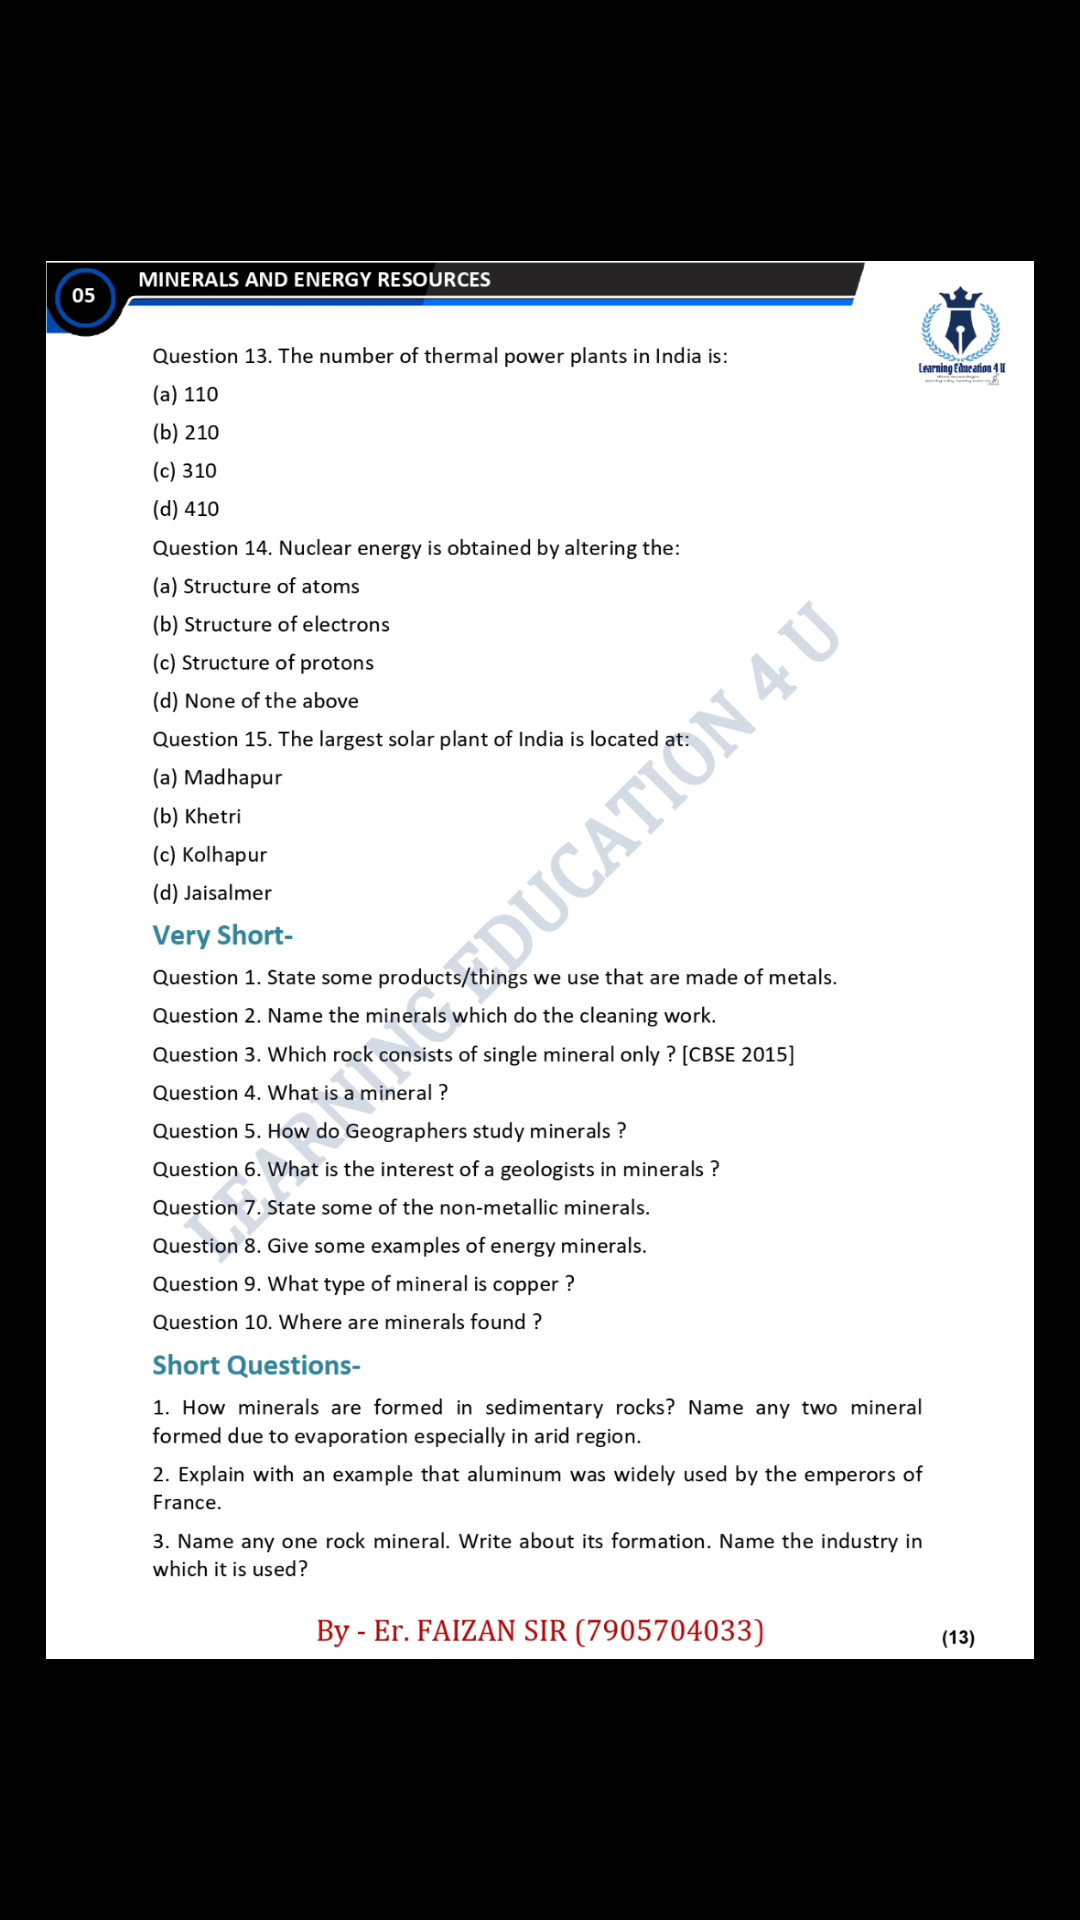 05
MINERALS AND ENERGY RESOURCES
Learning Education 4 U
Question 13. The number of thermal power plants in India is:
(a) 110
(b) 210
(c) 310
(d) 410
Question 14. Nuclear energy is obtained by altering the:
(a) Structure of atoms
(b) Structure of electrons
(c) Structure of protons
(d) None of the above
Question 15. The largest solar plant of India is located at:
(a) Madhapur
(b) Khetri
(c) Kolhapur
(d) Jaisalmer
Very Short-
Question 1. State some products/things we use that are made of metals.
Question 2. Name the minerals which do the cleaning work.
Question 3. Which rock consists of single mineral only ? [CBSE 2015]
Question 4. What is a mineral ?
Question 5. How do Geographers study minerals ?
Question 6. What is the interest of a geologists in minerals ?
Question 7. State some of the non-metallic minerals.
Question 8. Give some examples of energy minerals.
Question 9. What type of mineral is copper ?
Question 10. Where are minerals found ?
Short Questions-
1. How minerals are formed in sedimentary rocks? Name any two mineral
formed due to evaporation especially in arid region.
2. Explain with an example that aluminum was widely used by the emperors of
France.
3. Name any one rock mineral. Write about its formation. Name the industry in
which it is used?
LEARNING EDUCATION 4 U
By - Er. FAIZAN SIR (7905704033)
(13)